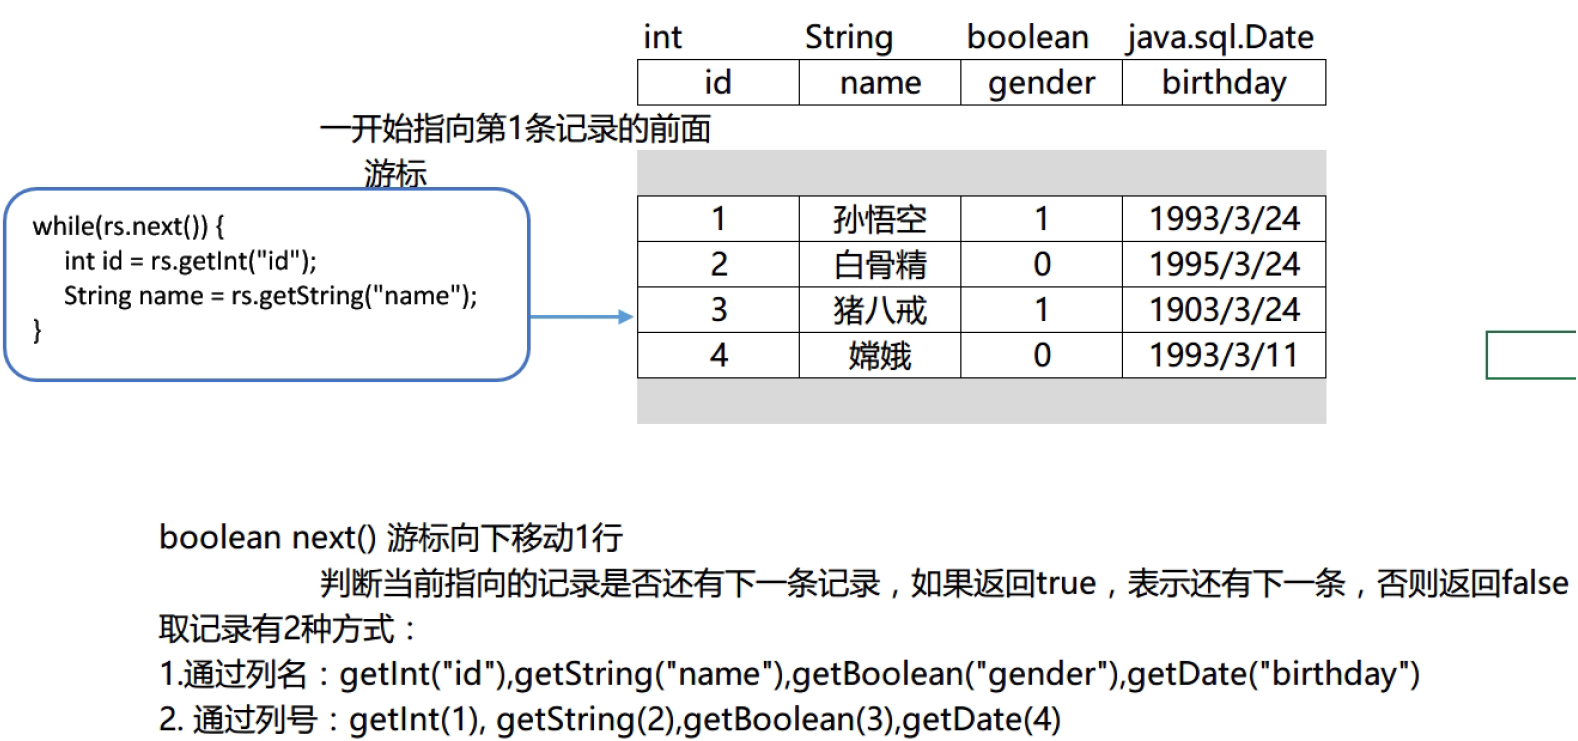 int String boolean java.sql.Date
id name gender birthday
一开始指向第1条记录的前面
游标
while(rs.next()) {
int id = rs.getInt("id");
String name = rs.getString("name");
}
1 孙悟空 1 1993/3/24
2 白骨精 0 1995/3/24
3 猪八戒 1 1903/3/24
4 嫦娥 0 1993/3/11
boolean next() 游标向下移动1行
判断当前指向的记录是否还有下一条记录，如果返回true，表示还有下一条，否则返回false
取记录有2种方式：
1.通过列名：getInt("id"),getString("name"),getBoolean("gender"),getDate("birthday")
2. 通过列号：getInt(1), getString(2),getBoolean(3),getDate(4)